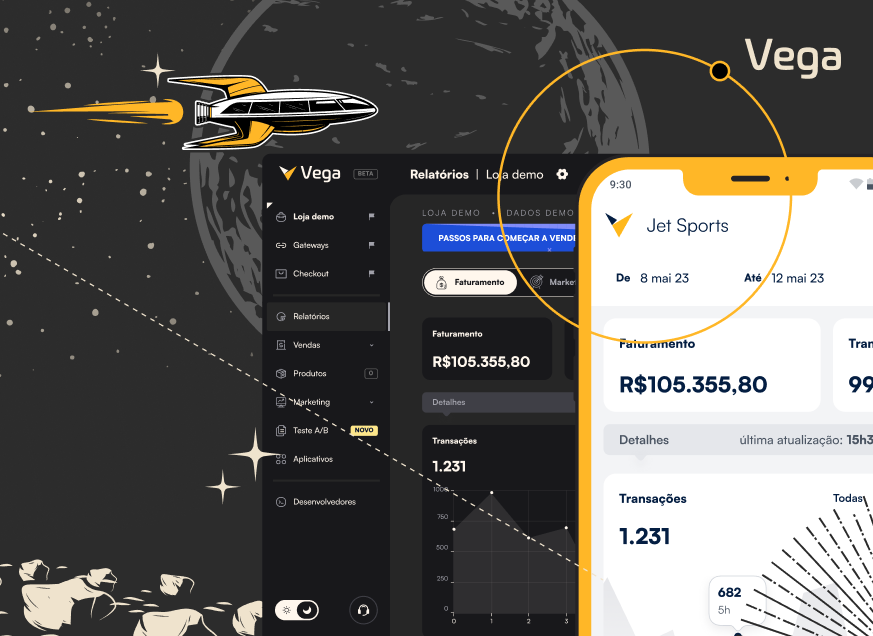 Vega
Vega BETA
Relatórios | Loja demo
Loja demo
Gateways
Checkout
Relatórios
Vendas
Produtos 0
Marketing
Teste A/B NOVO
Aplicativos
Desenvolvedores
LOJA DEMO • DADOS DEMO
PASSOS PARA COMEÇAR A
Faturamento
Faturamento
R$105.355,80
Detalhes
Transações
1.231
1000
750
500
250
0
0 1 2 3
9:30
Jet Sports
De 8 mai 23 Até 12 mai 23
Faturamento
R$105.355,80
99
Detalhes última atualização: 15h3
Transações Todas
1.231
682
5h